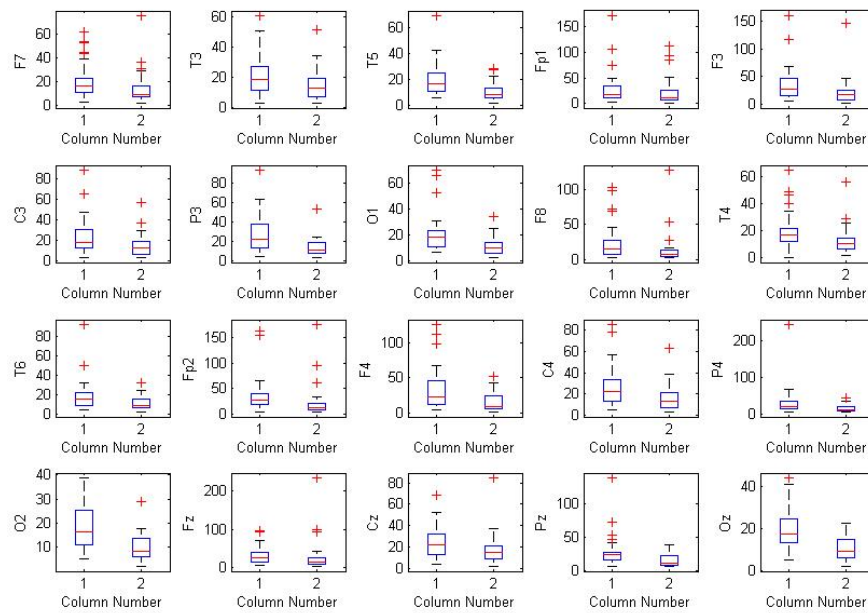 F7 60 40 20 0 1 2 Column Number
T3 60 40 20 0 1 2 Column Number
T5 60 40 20 0 1 2 Column Number
Fp1 150 100 50 0 1 2 Column Number
F3 150 100 50 0 1 2 Column Number
C3 80 60 40 20 0 1 2 Column Number
P3 80 60 40 20 0 1 2 Column Number
O1 60 40 20 0 1 2 Column Number
F8 100 50 0 1 2 Column Number
T4 60 40 20 0 1 2 Column Number
T6 80 60 40 20 0 1 2 Column Number
Fp2 150 100 50 0 1 2 Column Number
F4 100 50 0 1 2 Column Number
C4 80 60 40 20 0 1 2 Column Number
P4 200 100 0 1 2 Column Number
O2 40 30 20 10 1 2 Column Number
Fz 200 100 0 1 2 Column Number
Cz 80 60 40 20 0 1 2 Column Number
Pz 100 50 0 1 2 Column Number
Oz 40 20 0 1 2 Column Number